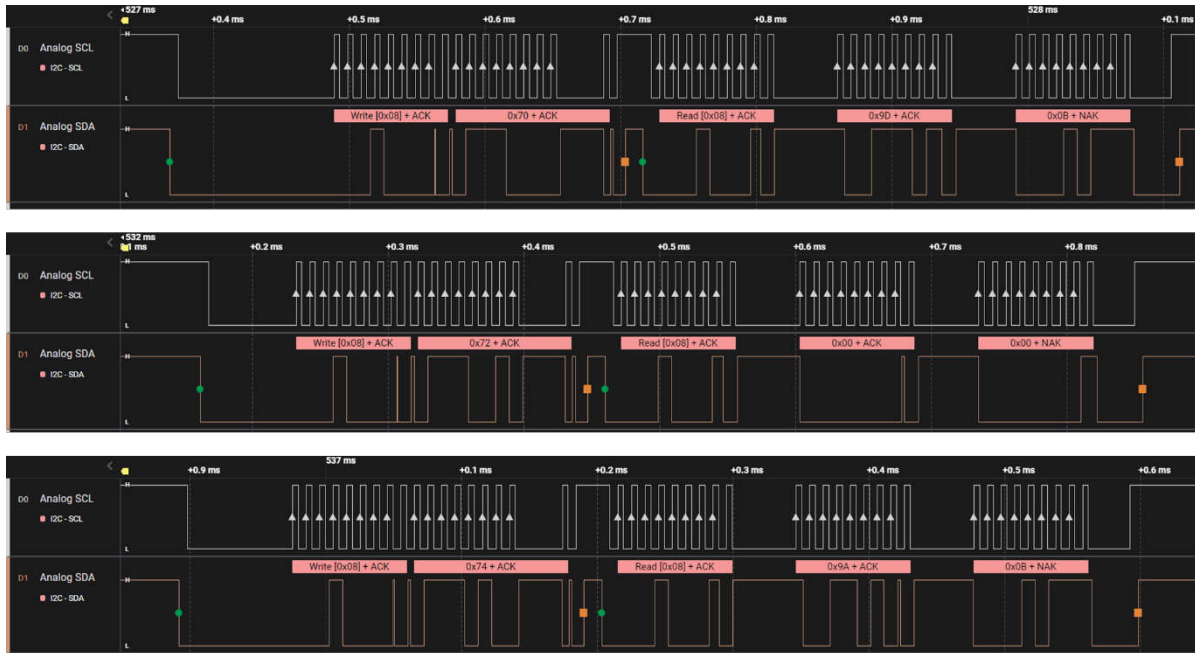 527 ms 528 ms
+0.4 ms +0.5 ms +0.6 ms +0.7 ms +0.8 ms +0.9 ms +0.1 ms
D0 Analog SCL H
I2C - SCL
L
Write [0x08] + ACK 0x70 + ACK Read [0x08] + ACK 0x9D + ACK 0x0B + NAK
D1 Analog SDA H
I2C - SDA
L
532 ms
ms +0.2 ms +0.3 ms +0.4 ms +0.5 ms +0.6 ms +0.7 ms +0.8 ms
D0 Analog SCL H
I2C - SCL
L
Write [0x08] + ACK 0x72 + ACK Read [0x08] + ACK 0x00 + ACK 0x00 + NAK
D1 Analog SDA H
I2C - SDA
L
537 ms
+0.9 ms +0.1 ms +0.2 ms +0.3 ms +0.4 ms +0.5 ms +0.6 ms
D0 Analog SCL H
I2C - SCL
L
Write [0x08] + ACK 0x74 + ACK Read [0x08] + ACK 0x9A + ACK 0x0B + NAK
D1 Analog SDA H
I2C - SDA
L